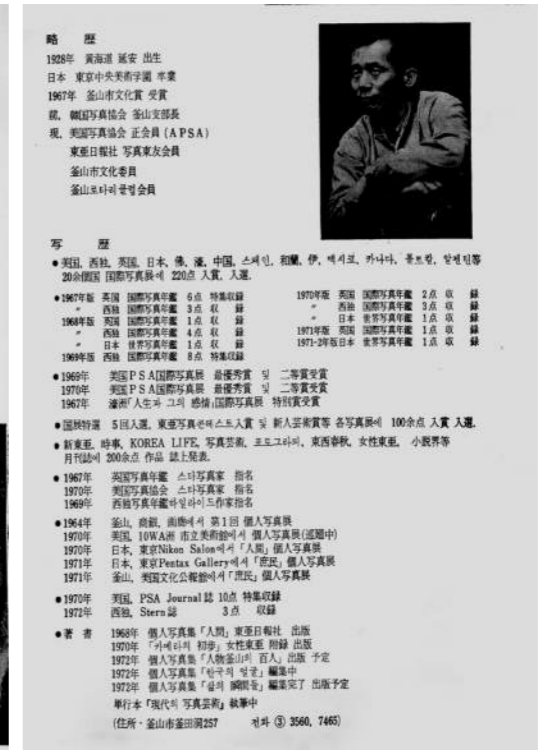 略 歴
1928年 黄海道 延安 出生
日本 東京中央美術学園 卒業
1967年 釜山市文化賞 受賞
前, 韓国写真協会 釜山支部長
現, 美国写真協会 正会員 (APSA)
東亜日報社 写真東友会員
釜山市文化委員
釜山로타리클럽会員
写 歴
●美国, 西独, 英国, 日本, 佛, 濠, 中国, 스페인, 和蘭, 伊, 멕시코, 카나다, 폴트칼, 알젠틴等
20余個国 国際写真展에 220点 入賞, 入選.
●1967年版 英国 国際写真年鑑 6点 特集収録
〃 西独 国際写真年鑑 3点 収 録
1968年版 英国 国際写真年鑑 1点 収 録
〃 西独 国際写真年鑑 4点 収 録
〃 日本 世界写真年鑑 1点 収 録
1969年版 西独 国際写真年鑑 8点 特集収録
1970年版 英国 国際写真年鑑 2点 収 録
〃 西独 国際写真年鑑 3点 収 録
〃 日本 世界写真年鑑 1点 収 録
1971年版 英国 国際写真年鑑 1点 収 録
1971-2年版日本 世界写真年鑑 1点 収 録
●1969年 美国PSA国際写真展 最優秀賞 및 二等賞受賞
1970年 美国PSA国際写真展 最優秀賞 및 二等賞受賞
1967年 濠洲「人生과 그의 感情」国際写真展 特別賞受賞
●国展特選 5回入選, 東亜写真콘테스트入賞 및 新人芸術賞等 各写真展에 100余点 入賞 入選.
●新東亜, 時事, KOREA LIFE, 写真芸術, 포토그라피, 東西春秋, 女性東亜, 小説界等
月刊誌에 200余点 作品 誌上発表.
●1967年 英国写真年鑑 스타写真家 指名
1970年 美国写真協会 스타写真家 指名
1969年 西独写真年鑑하일라이트作家指名
●1964年 釜山, 商銀, 画廊에서 第1回 個人写真展
1970年 美国, IOWA洲 市立美術館에서 個人写真展(巡廻中)
1970年 日本, 東京Nikon Salon에서「人間」個人写真展
1971年 日本, 東京Pentax Gallery에서「庶民」個人写真展
1971年 釜山, 美国文化公報館에서「庶民」個人写真展
●1970年 美国, PSA Journal誌 10点 特集収録
1972年 西独, Stern誌 3点 収録
●著 書 1968年 個人写真集「人間」東亜日報社 出版
1970年 「카메라의 初歩」女性東亜 附録 出版
1972年 個人写真集「人物釜山의 百人」出版 予定
1972年 個人写真集「한국의 얼굴」編集中
1972年 個人写真集「삶의 瞬間들」編集完了 出版予定
単行本「現代의 写真芸術」執筆中
(住所・釜山市釜田洞257 전화 ③ 3560, 7465)